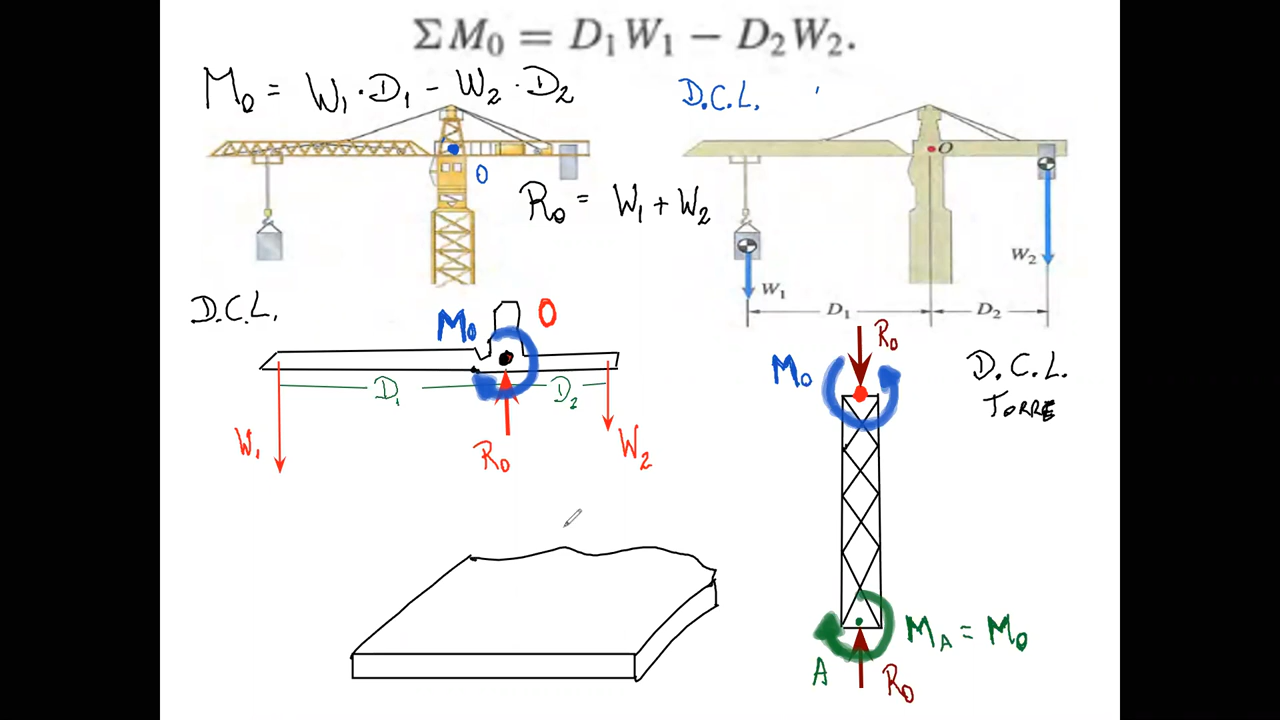 ΣM₀ = D₁W₁ − D₂W₂.
M₀ = W₁ · D₁ − W₂ · D₂
D.C.L.
O
O
R₀ = W₁ + W₂
W₂
W₁
D₁
D₂
D.C.L.
M₀
O
D₁
D₂
W₁
R₀
W₂
R₀
M₀
D.C.L.
TORRE
M_A = M₀
A
R₀